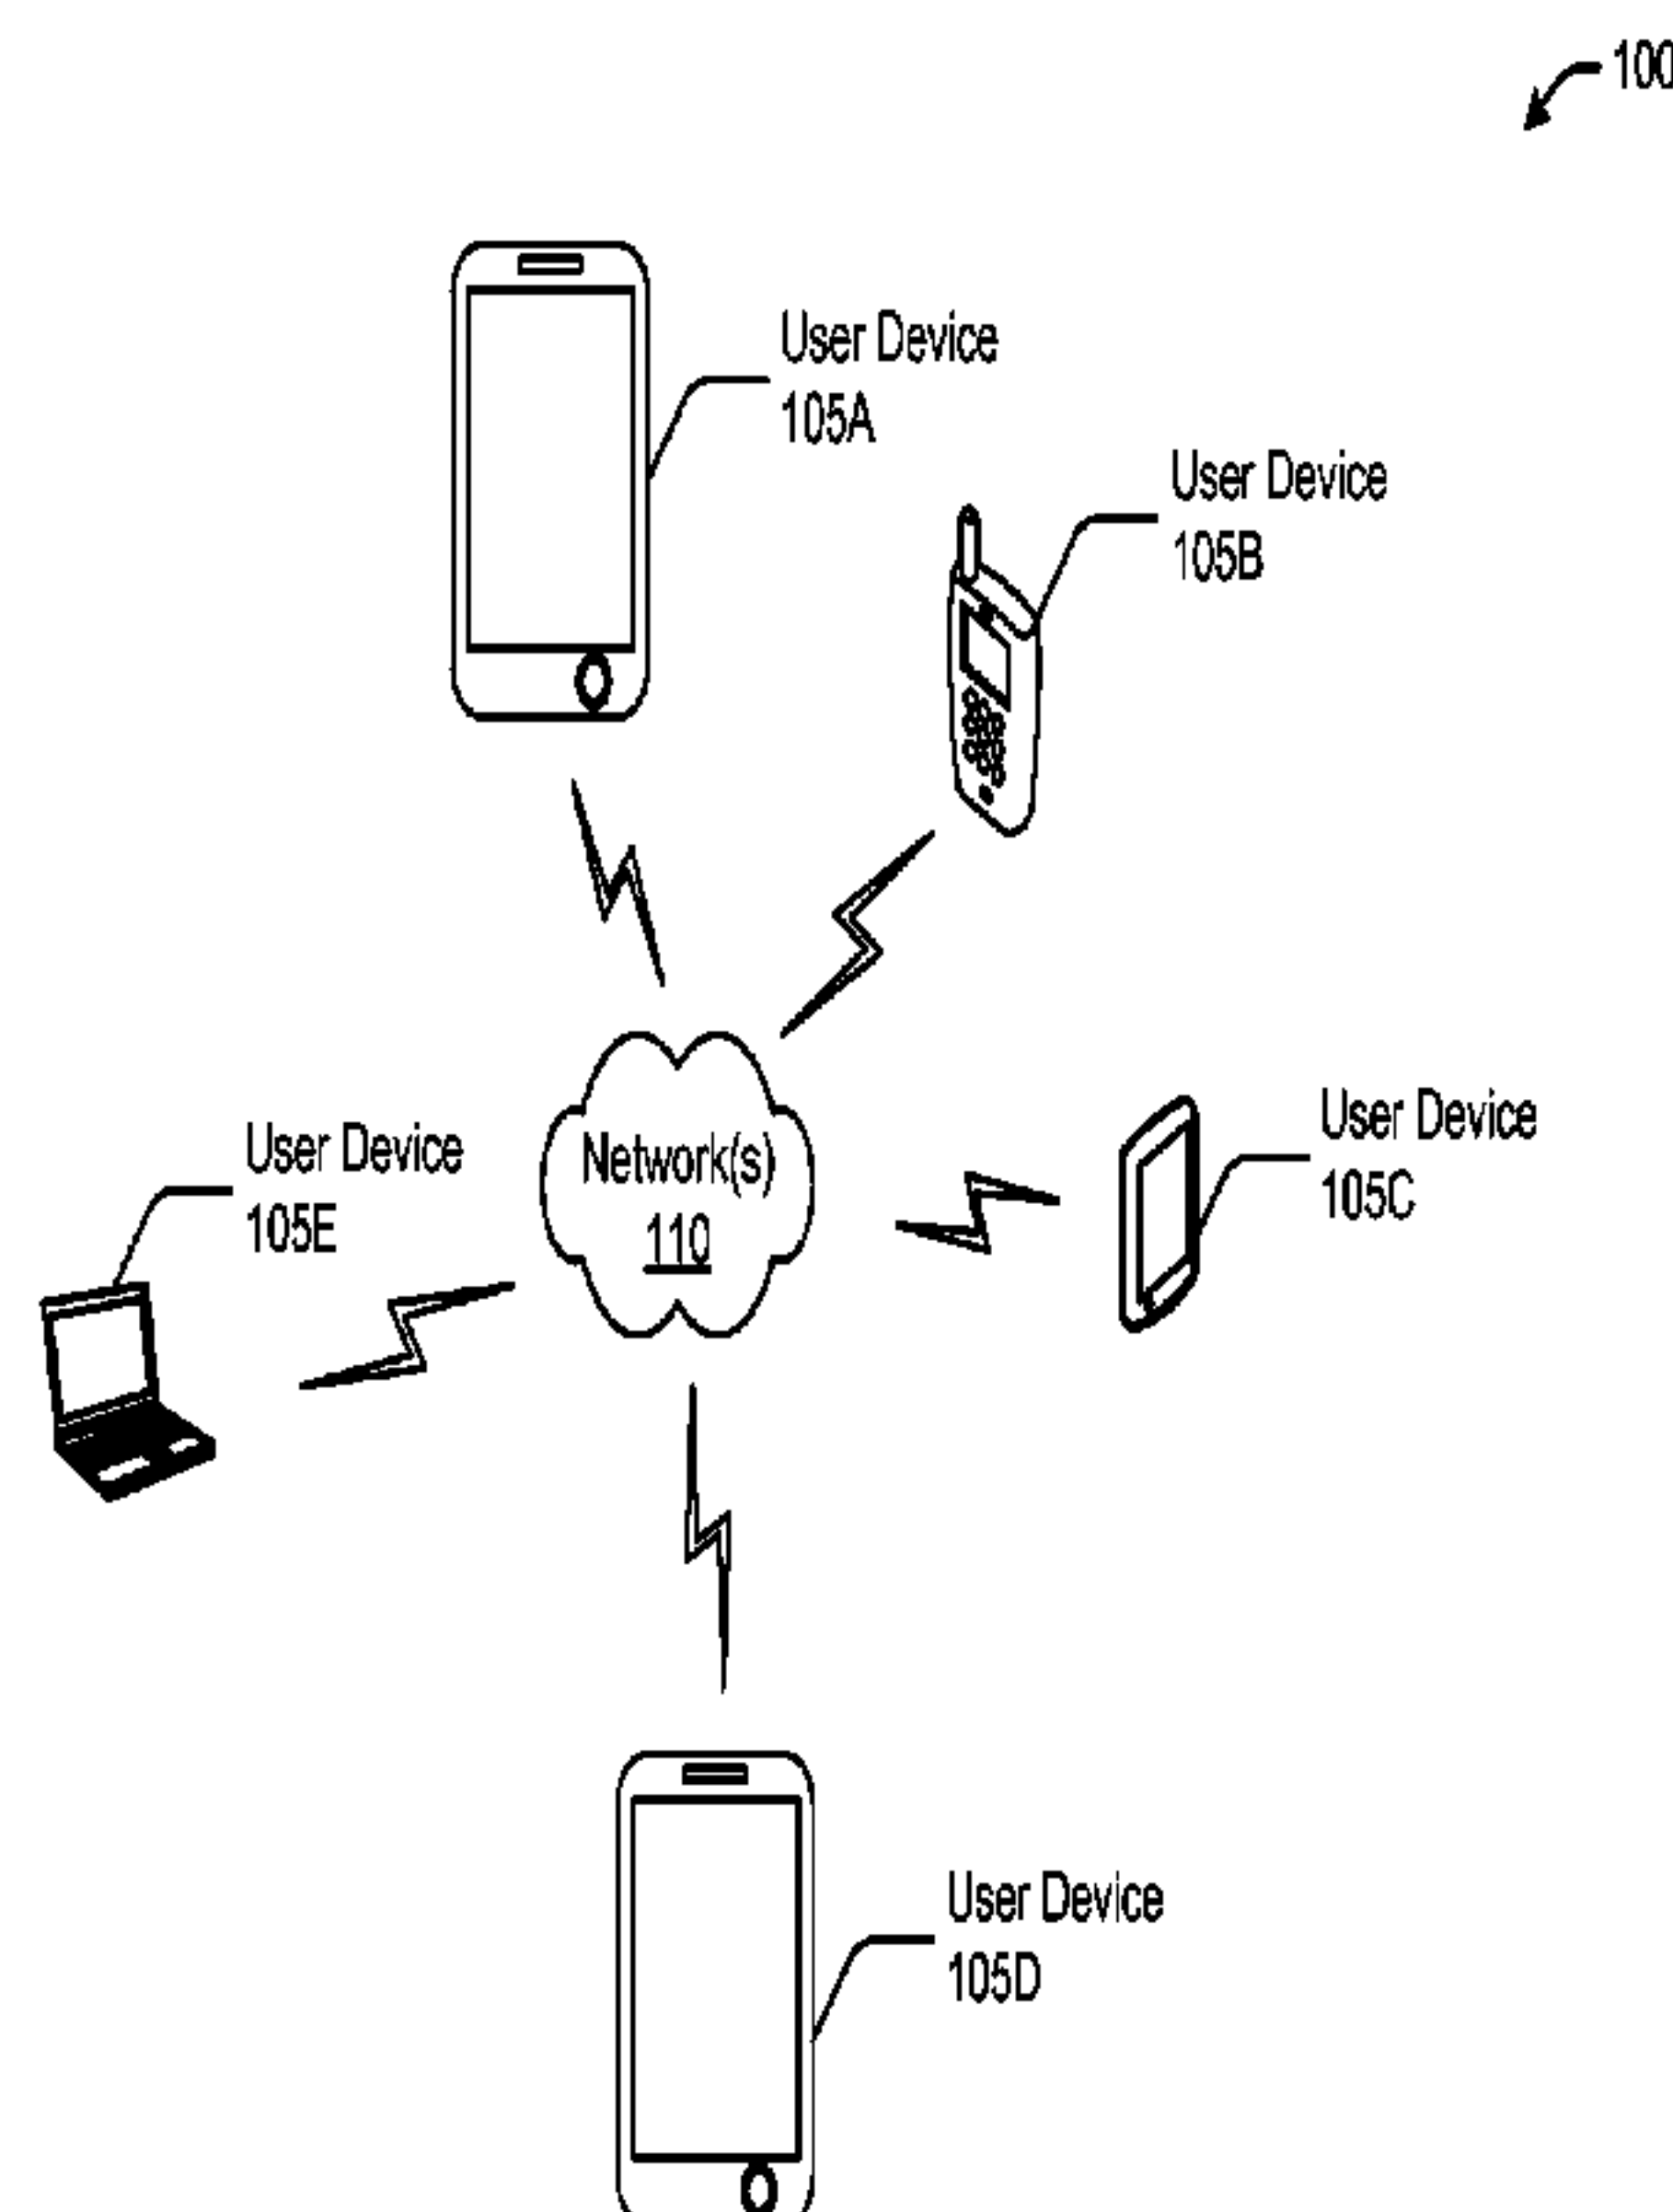 100
User Device
105A
User Device
105B
User Device
105C
Network(s)
110
User Device
105E
User Device
105D